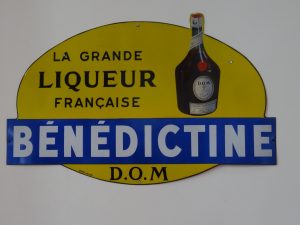 LA GRANDE
LIQUEUR
FRANÇAISE
BÉNÉDICTINE
D.O.M